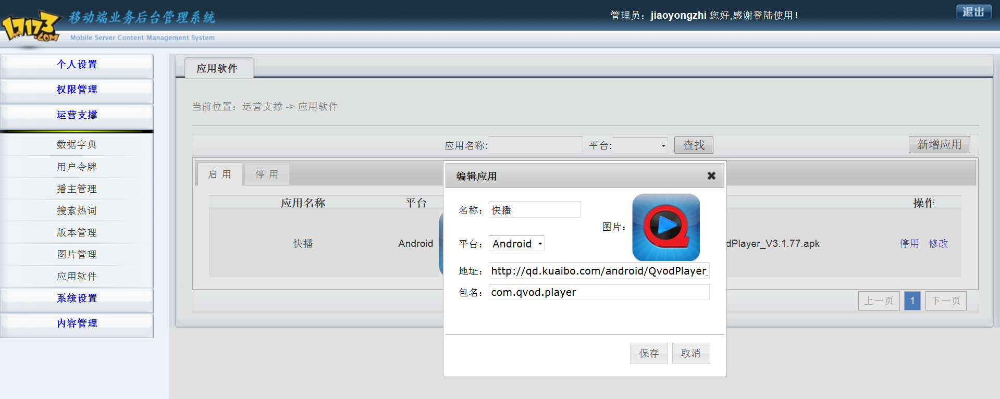 17173.COM
移动端业务后台管理系统
Mobile Server Content Management System
管理员：jiaoyongzhi 您好,感谢登陆使用！
退出
个人设置
权限管理
运营支撑
数据字典
用户令牌
播主管理
搜索热词
版本管理
图片管理
应用软件
系统设置
内容管理
应用软件
当前位置：运营支撑 -> 应用软件
应用名称: 平台: 查找 新增应用
启 用 停 用
应用名称 平台 操作
快播 Android dPlayer_V3.1.77.apk 停用 修改
上一页 1 下一页
编辑应用
名称：快播
图片：
平台：Android
地址：http://qd.kuaibo.com/android/QvodPlayer_
包名：com.qvod.player
保存 取消